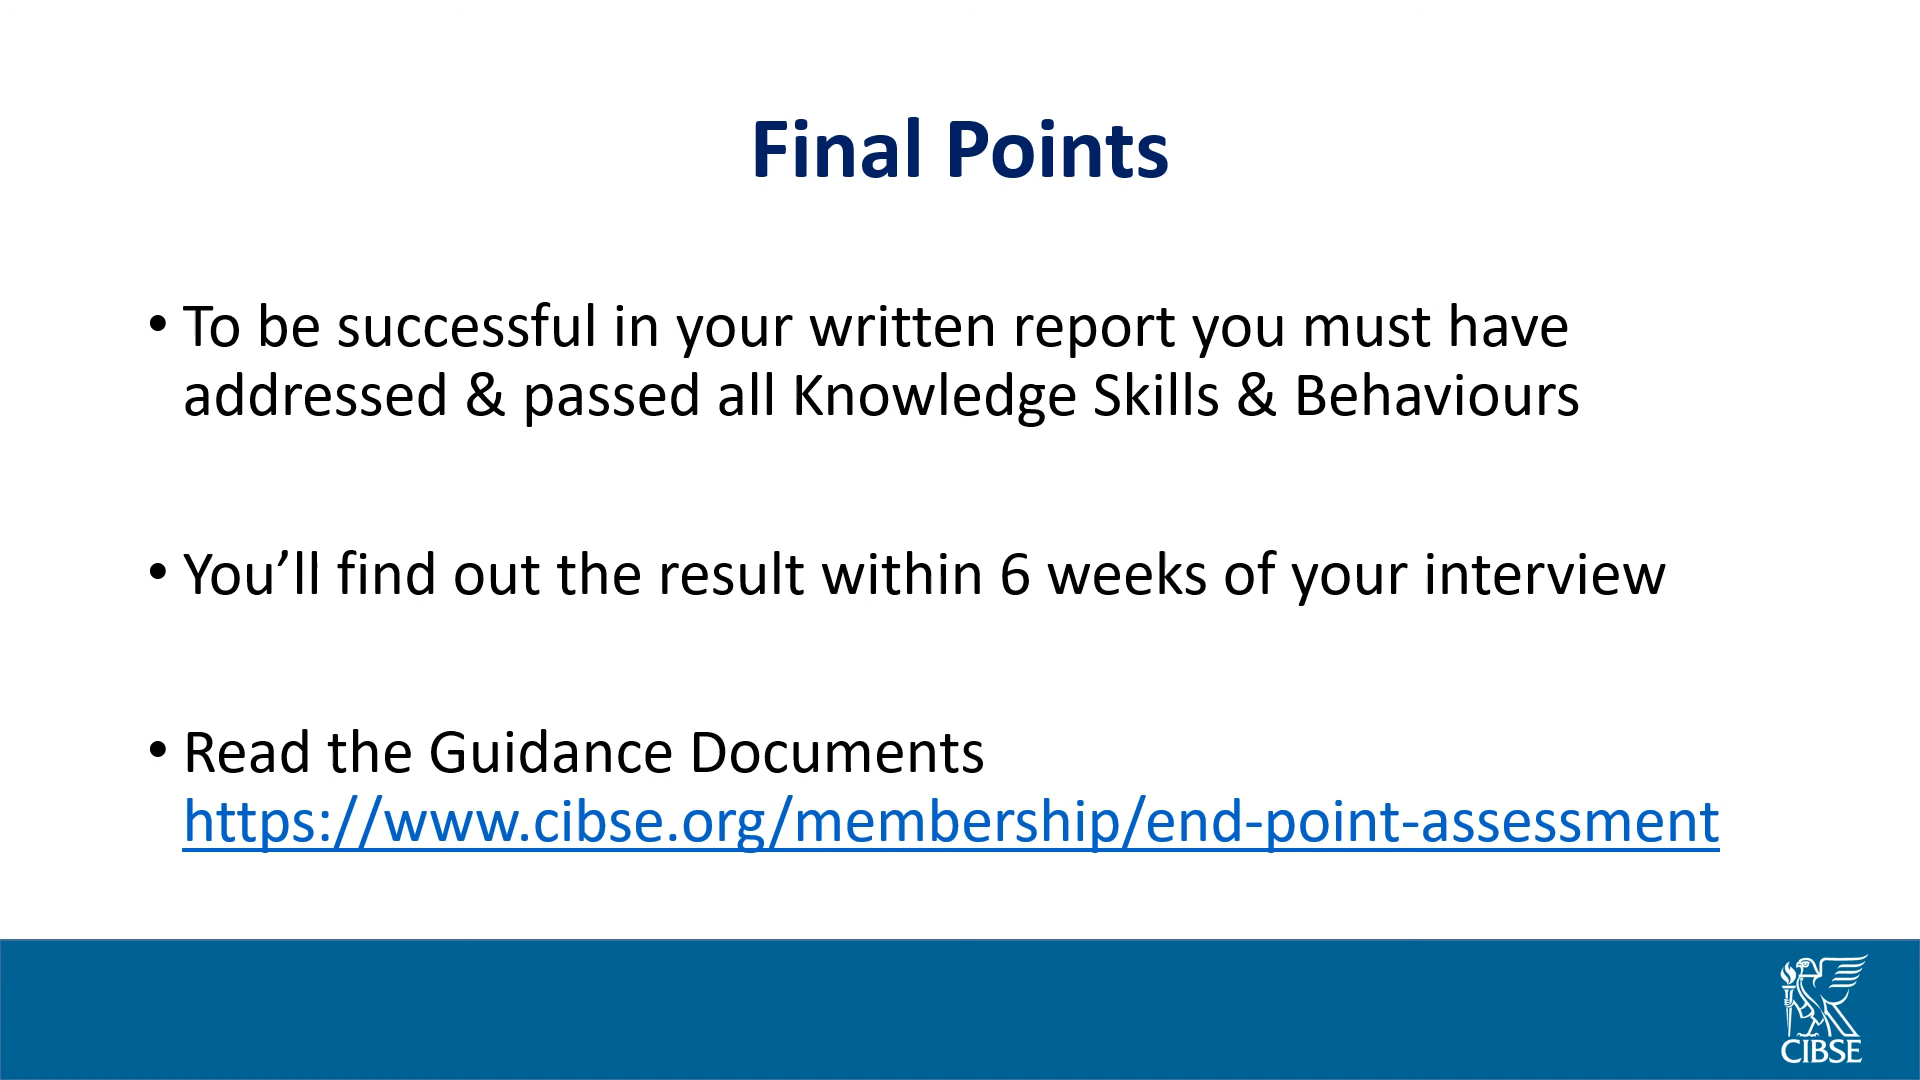 Final Points
• To be successful in your written report you must have
addressed & passed all Knowledge Skills & Behaviours
• You’ll find out the result within 6 weeks of your interview
• Read the Guidance Documents
https://www.cibse.org/membership/end-point-assessment
CIBSE